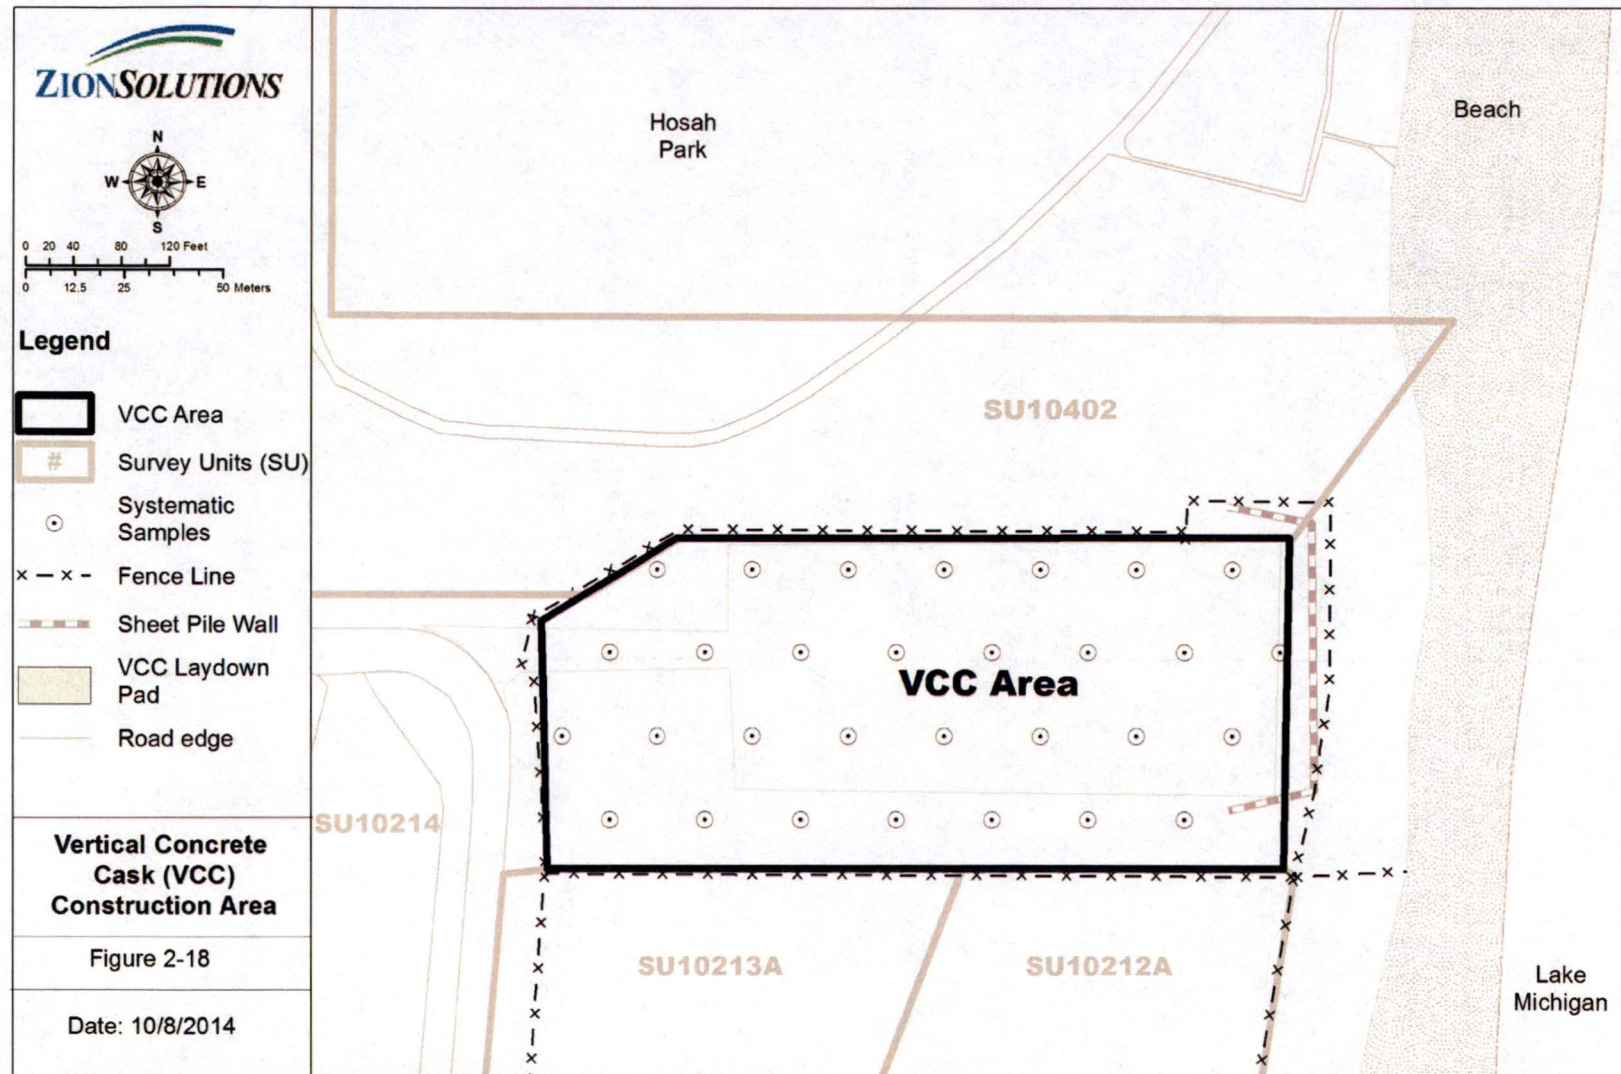 ZIONSOLUTIONS
N
W E
S
0 20 40 80 120 Feet
0 12.5 25 50 Meters
Legend
VCC Area
# Survey Units (SU)
Systematic
Samples
Fence Line
Sheet Pile Wall
VCC Laydown
Pad
Road edge
Vertical Concrete
Cask (VCC)
Construction Area
Figure 2-18
Date: 10/8/2014
Hosah
Park
Beach
SU10402
VCC Area
SU10214
SU10213A
SU10212A
Lake
Michigan